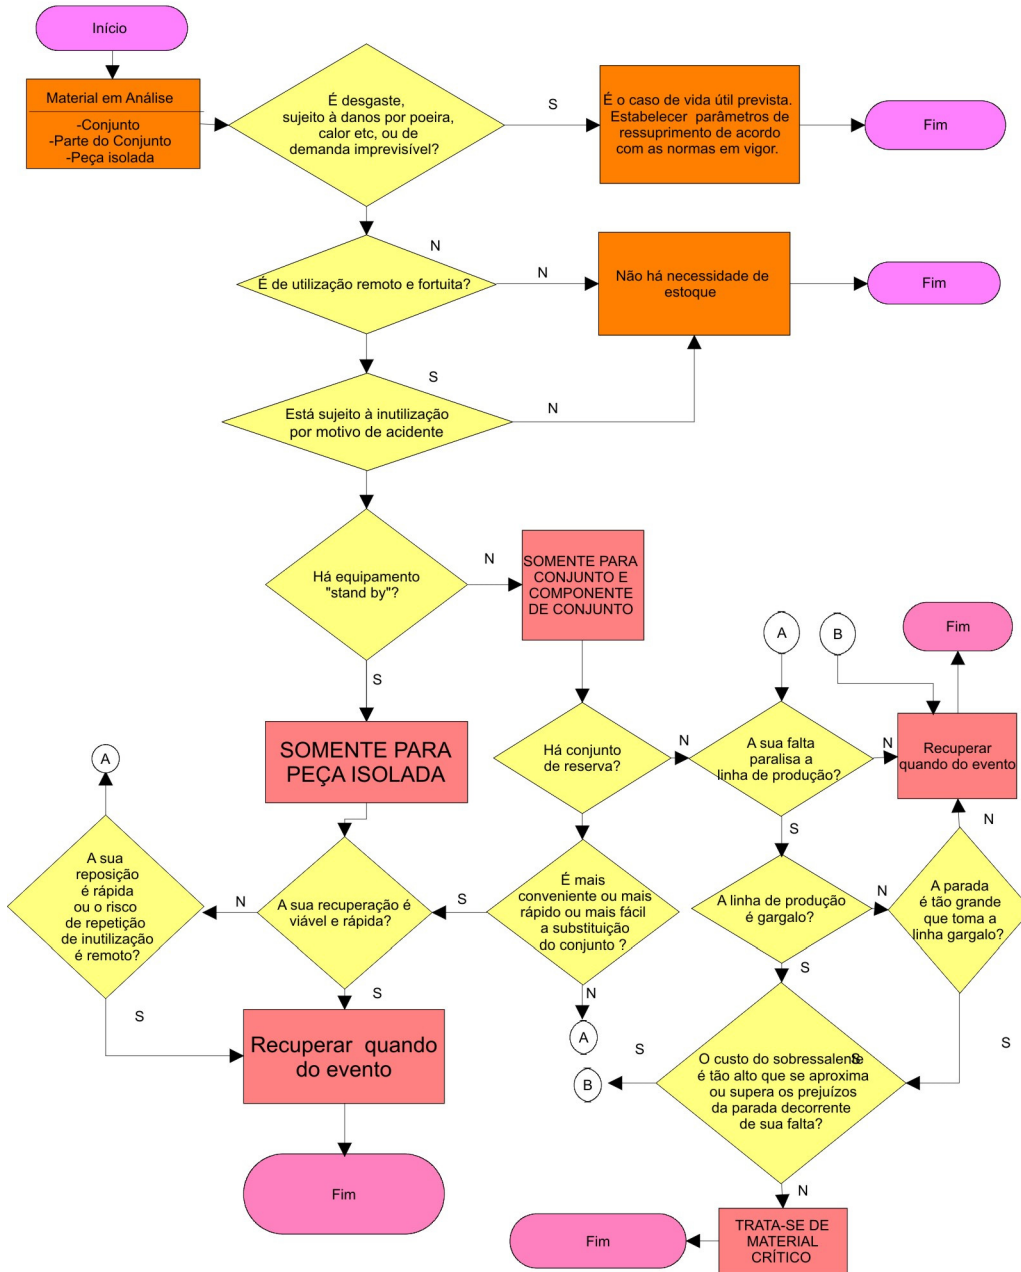 Início
Material em Análise
-Conjunto
-Parte do Conjunto
-Peça isolada
É desgaste,
sujeito à danos por poeira,
calor etc, ou de
demanda imprevisível?
S
É o caso de vida útil prevista.
Estabelecer parâmetros de
ressuprimento de acordo
com as normas em vigor.
Fim
N
É de utilização remoto e fortuita?
N
Não há necessidade de
estoque
Fim
S
Está sujeito à inutilização
por motivo de acidente
N
Há equipamento
"stand by"?
N
SOMENTE PARA
CONJUNTO E
COMPONENTE
DE CONJUNTO
A
B
Fim
S
SOMENTE PARA
PEÇA ISOLADA
Há conjunto
de reserva?
N
A sua falta
paralisa a
linha de produção?
N
Recuperar
quando do evento
A
A sua
reposição
é rápida
ou o risco
de repetição
de inutilização
é remoto?
N
A sua recuperação é
viável e rápida?
S
É mais
conveniente ou mais
rápido ou mais fácil
a substituição
do conjunto ?
S
A linha de produção
é gargalo?
N
N
A parada
é tão grande
que toma a
linha gargalo?
S
S
Recuperar quando
do evento
N
A
S
S
B
S
O custo do sobressalente
é tão alto que se aproxima
ou supera os prejuízos
da parada decorrente
de sua falta?
S
S
Fim
N
TRATA-SE DE
MATERIAL
CRÍTICO
Fim